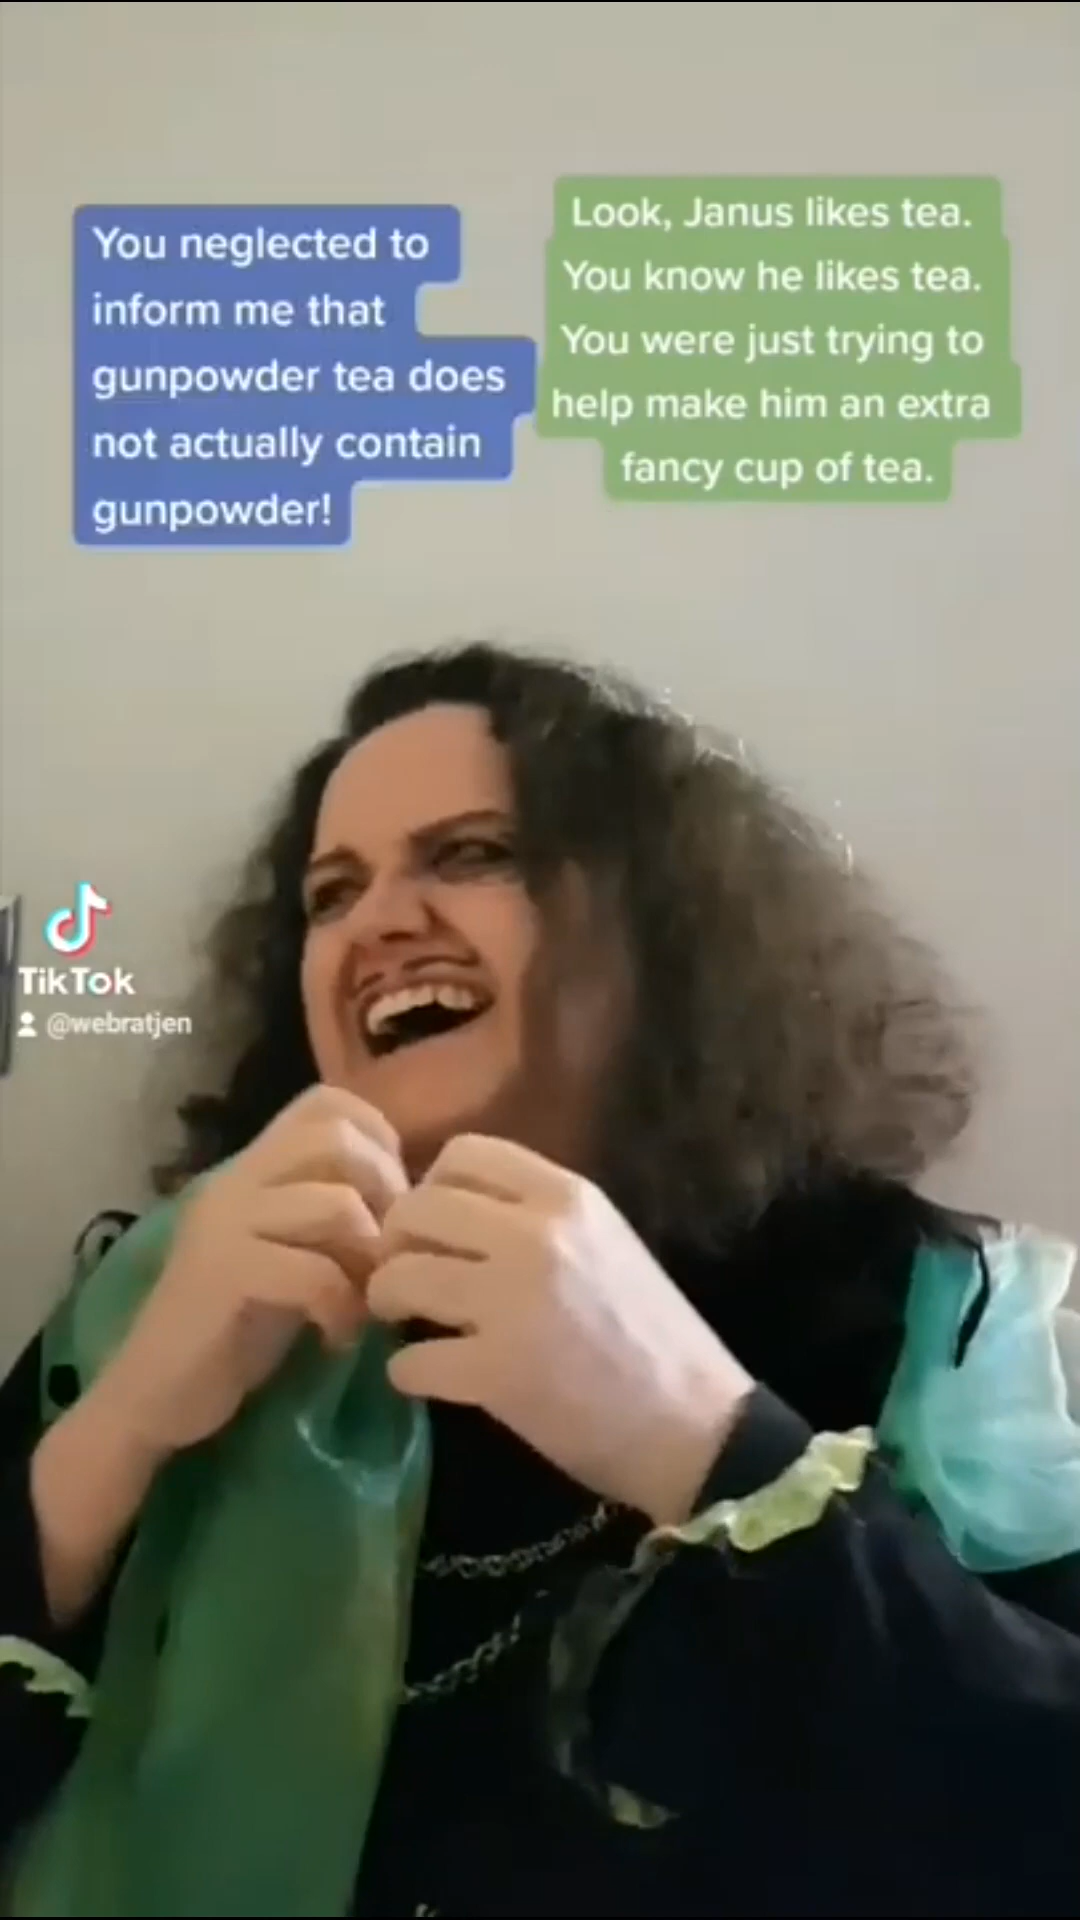 You neglected to
inform me that
gunpowder tea does
not actually contain
gunpowder!
Look, Janus likes tea.
You know he likes tea.
You were just trying to
help make him an extra
fancy cup of tea.
TikTok
@webratjen